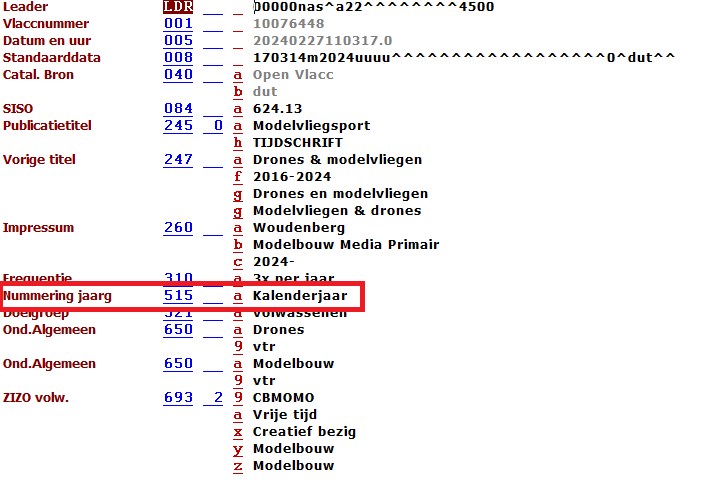 Leader LDR 00000nas^a22^^^^^^^^4500
Vlaccnummer 001 10076448
Datum en uur 005 20240227110317.0
Standaarddata 008 170314m2024uuuu^^^^^^^^^^^^^^^^^0^dut^^
Catal. Bron 040 a Open Vlacc
b dut
SISO 084 a 624.13
Publicatietitel 245 0 a Modelvliegsport
h TIJDSCHRIFT
Vorige titel 247 a Drones & modelvliegen
f 2016-2024
g Drones en modelvliegen
g Modelvliegen & drones
Impressum 260 a Woudenberg
b Modelbouw Media Primair
c 2024-
Frequentie 310 a 3x per jaar
Nummering jaarg 515 a Kalenderjaar
Doelgroep 521 a Volwassenen
Ond.Algemeen 650 a Drones
9 vtr
Ond.Algemeen 650 a Modelbouw
9 vtr
ZIZO volw. 693 2 9 CBMOMO
a Vrije tijd
x Creatief bezig
y Modelbouw
z Modelbouw